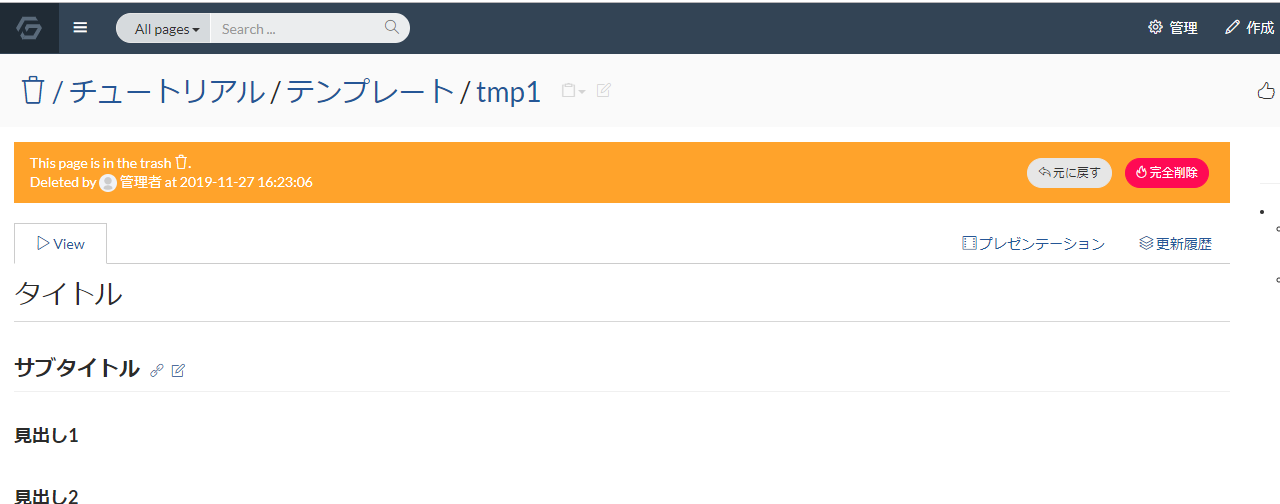 All pages Search ... 管理 作成
/ チュートリアル / テンプレート / tmp1
This page is in the trash .
Deleted by 管理者 at 2019-11-27 16:23:06
元に戻す 完全削除
View プレゼンテーション 更新履歴
タイトル
サブタイトル
見出し1
見出し2